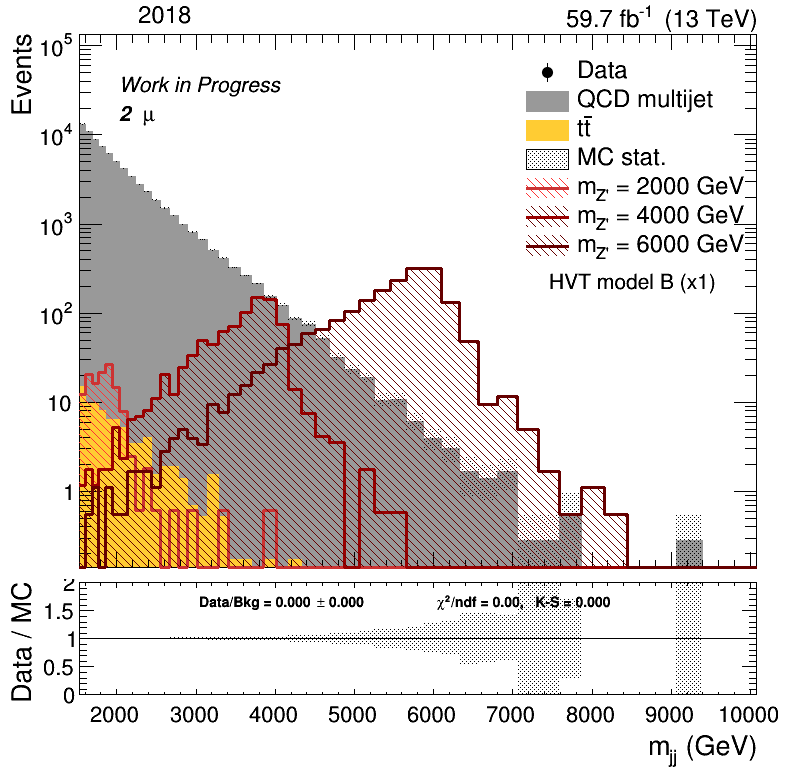 2018 59.7 fb⁻¹ (13 TeV)
Events
10⁵
10⁴
10³
10²
10
1
Work in Progress
2 μ
Data
QCD multijet
tt̄
MC stat.
m_Z' = 2000 GeV
m_Z' = 4000 GeV
m_Z' = 6000 GeV
HVT model B (x1)
Data / MC
2
1.5
1
0.5
0
Data/Bkg = 0.000 ± 0.000 χ²/ndf = 0.00, K-S = 0.000
2000 3000 4000 5000 6000 7000 8000 9000 10000
m_jj (GeV)